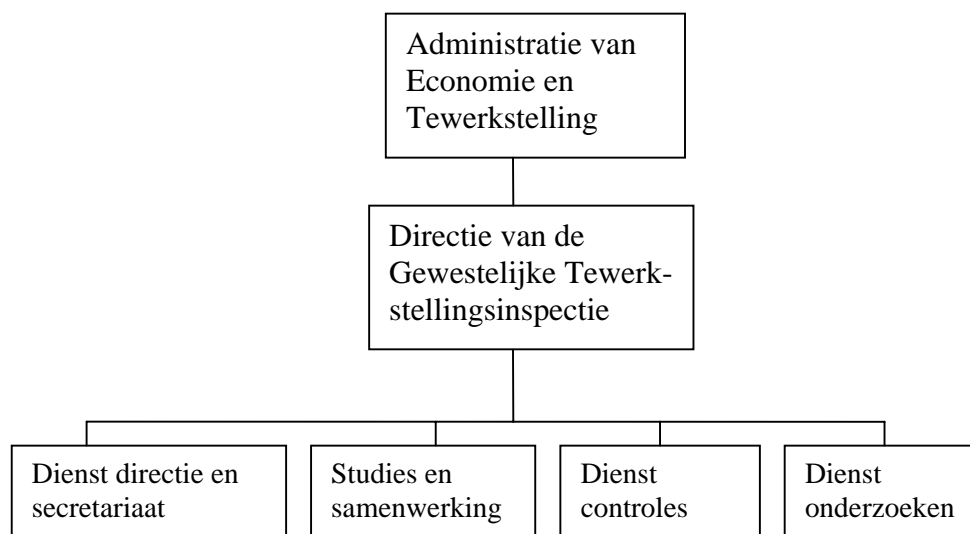 Administratie van
Economie en
Tewerkstelling
Directie van de
Gewestelijke Tewerk-
stellingsinspectie
Dienst directie en
secretariaat
Studies en
samenwerking
Dienst
controles
Dienst
onderzoeken